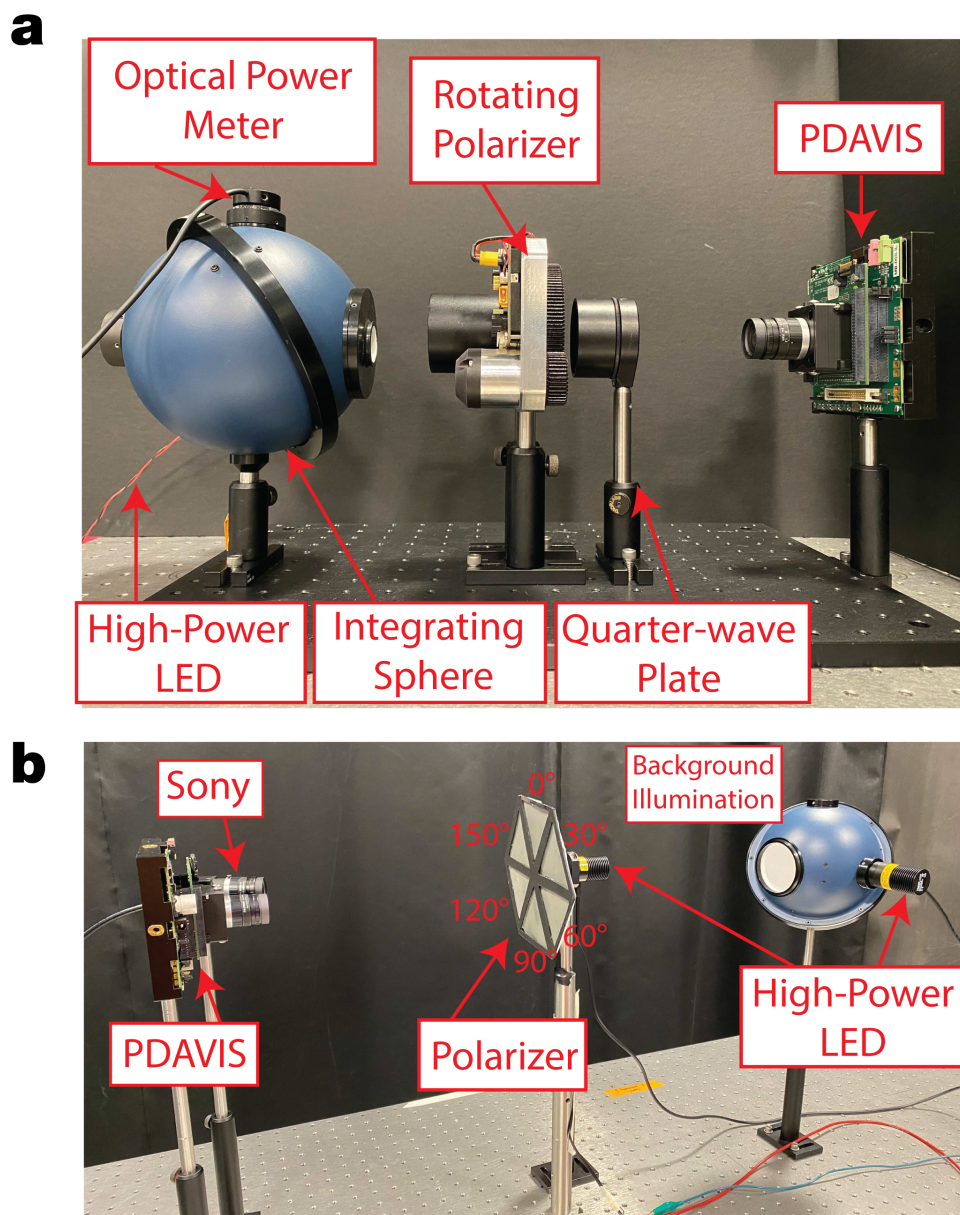 a
Optical Power
Meter
Rotating
Polarizer
PDAVIS
High-Power
LED
Integrating
Sphere
Quarter-wave
Plate
b
Sony
Background
Illumination
0°
150°
30°
120°
60°
90°
PDAVIS
Polarizer
High-Power
LED